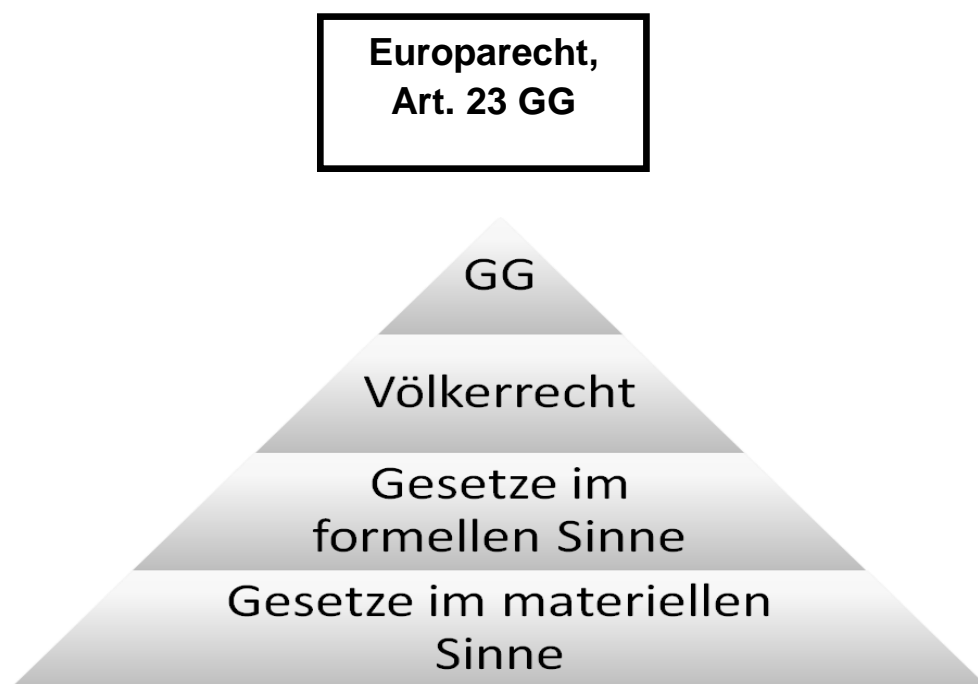 Europarecht,
Art. 23 GG
GG
Völkerrecht
Gesetze im
formellen Sinne
Gesetze im materiellen
Sinne